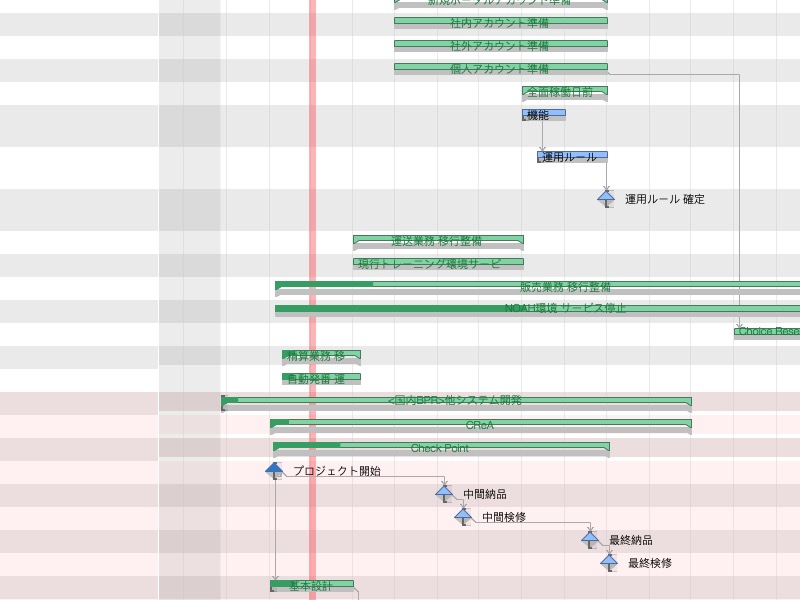 新規ポータルアカウント準備
社内アカウント準備
社外アカウント準備
個人アカウント準備
全面稼働日前
機能
運用ルール
運用ルール 確定
運送業務 移行整備
現行トレーニング環境サービ
販売業務 移行整備
NOAH環境 サービス停止
Choice Rese
精算業務 移
自動発番 運
<国内BPR>他システム開発
CReA
Check Point
プロジェクト開始
中間納品
中間検修
最終納品
最終検修
基本設計